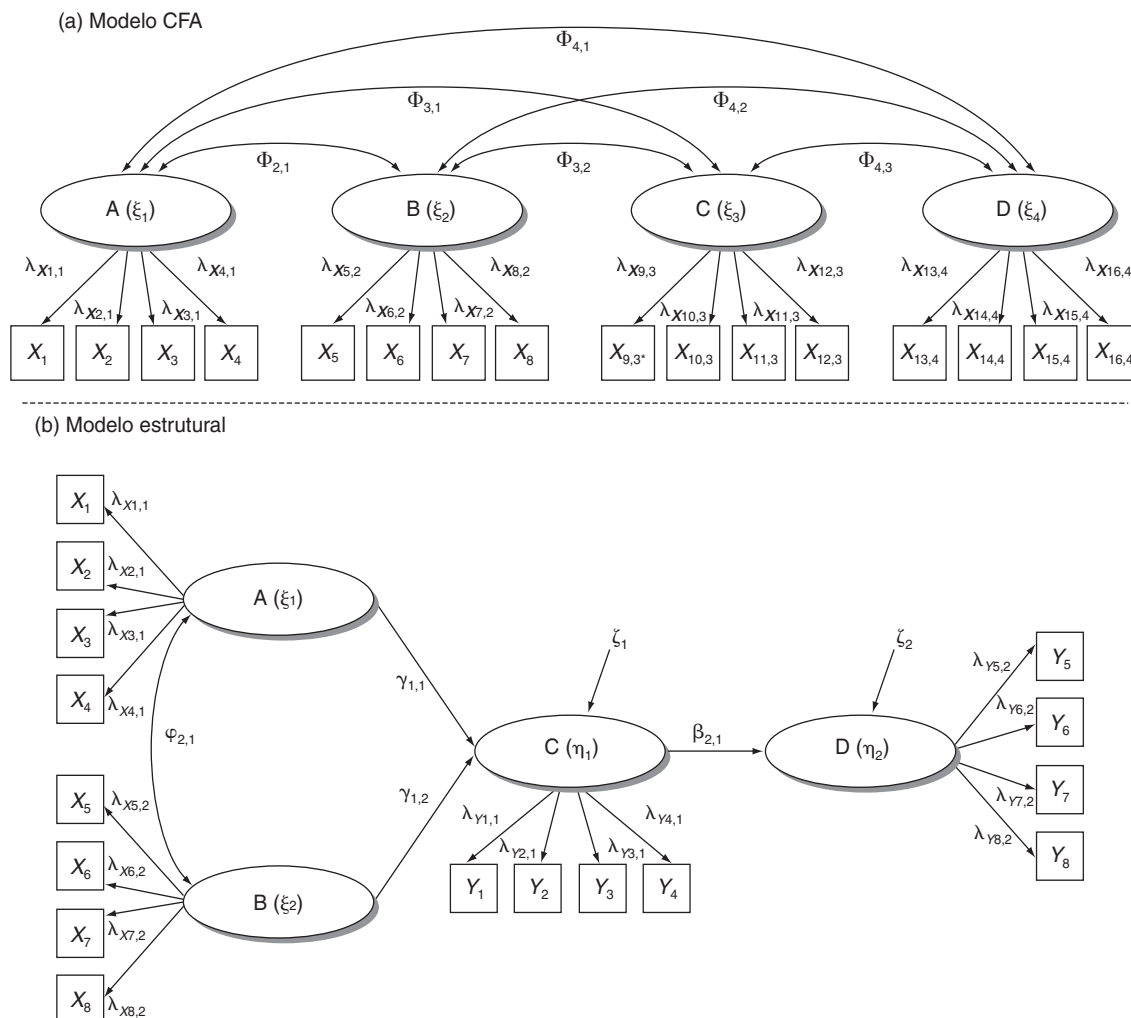 (a) Modelo CFA
Φ4,1
Φ3,1
Φ4,2
Φ2,1
Φ3,2
Φ4,3
A (ξ1)
B (ξ2)
C (ξ3)
D (ξ4)
λX1,1
λX4,1
λX5,2
λX8,2
λX9,3
λX12,3
λX13,4
λX16,4
λX2,1
λX3,1
λX6,2
λX7,2
λX10,3
λX11,3
λX14,4
λX15,4
X1
X2
X3
X4
X5
X6
X7
X8
X9,3*
X10,3
X11,3
X12,3
X13,4
X14,4
X15,4
X16,4
(b) Modelo estrutural
X1
λX1,1
X2
λX2,1
X3
λX3,1
X4
λX4,1
A (ξ1)
φ2,1
X5
λX5,2
X6
λX6,2
X7
λX7,2
X8
λX8,2
B (ξ2)
γ1,1
γ1,2
ζ1
C (η1)
β2,1
ζ2
D (η2)
λY1,1
λY2,1
λY3,1
λY4,1
Y1
Y2
Y3
Y4
λY5,2
λY6,2
λY7,2
λY8,2
Y5
Y6
Y7
Y8